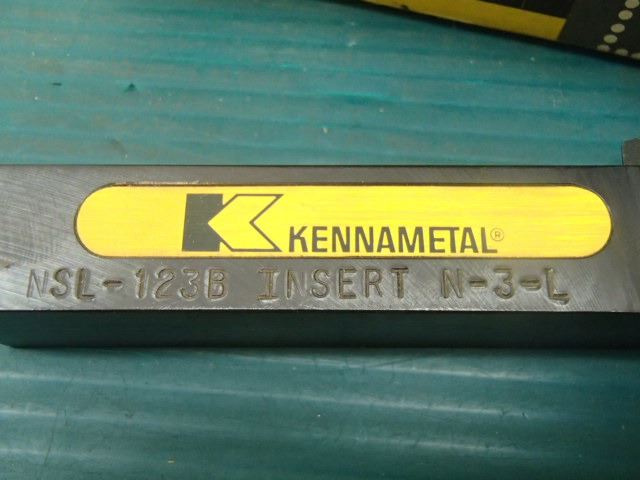 KENNAMETAL®
NSL-123B INSERT N-3-L